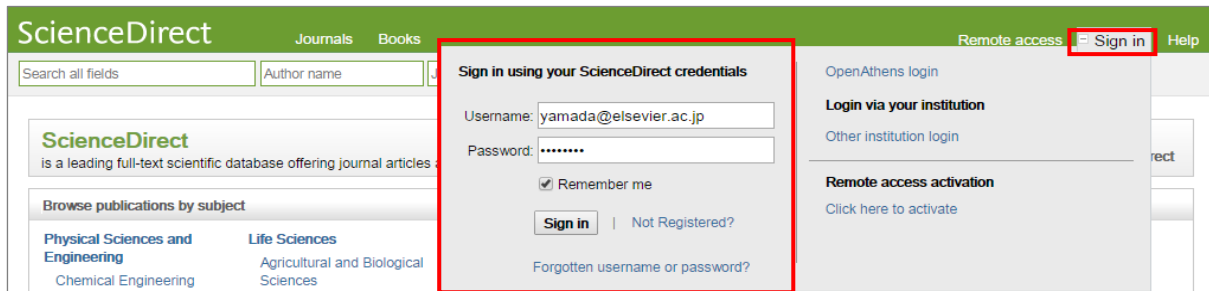 ScienceDirect
Journals Books
Remote access Sign in Help
Search all fields
Author name
Sign in using your ScienceDirect credentials
Username: yamada@elsevier.ac.jp
Password: ••••••••
Remember me
Sign in | Not Registered?
Forgotten username or password?
OpenAthens login
Login via your institution
Other institution login
Remote access activation
Click here to activate
ScienceDirect
is a leading full-text scientific database offering journal articles
rect
Browse publications by subject
Physical Sciences and
Engineering
Chemical Engineering
Life Sciences
Agricultural and Biological
Sciences